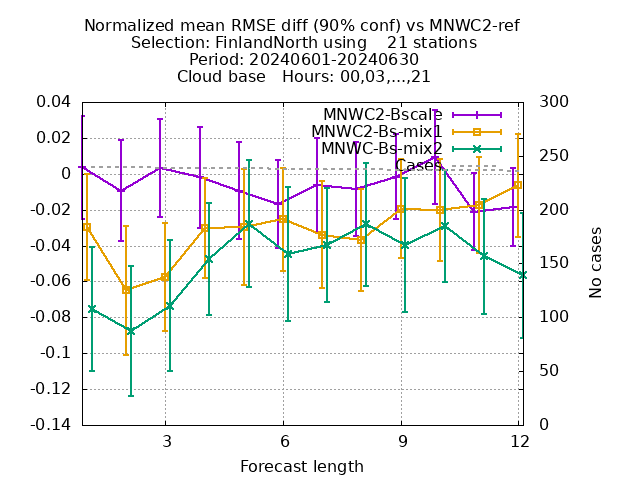 Normalized mean RMSE diff (90% conf) vs MNWC2-ref
Selection: FinlandNorth using    21 stations
Period: 20240601-20240630
Cloud base   Hours: 00,03,...,21
0.04
0.02
0
-0.02
-0.04
-0.06
-0.08
-0.1
-0.12
-0.14
MNWC2-Bscale
MNWC2-Bs-mix1
MNWC-Bs-mix2
Cases
300
250
200
150
100
50
0
No cases
3 6 9 12
Forecast length